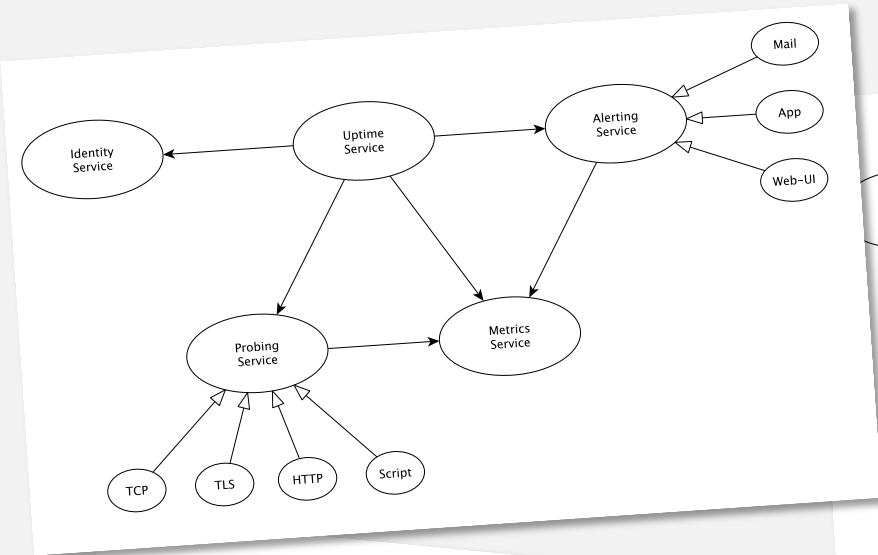 Mail
App
Web-UI
Alerting
Service
Uptime
Service
Identity
Service
Metrics
Service
Probing
Service
TCP
TLS
HTTP
Script